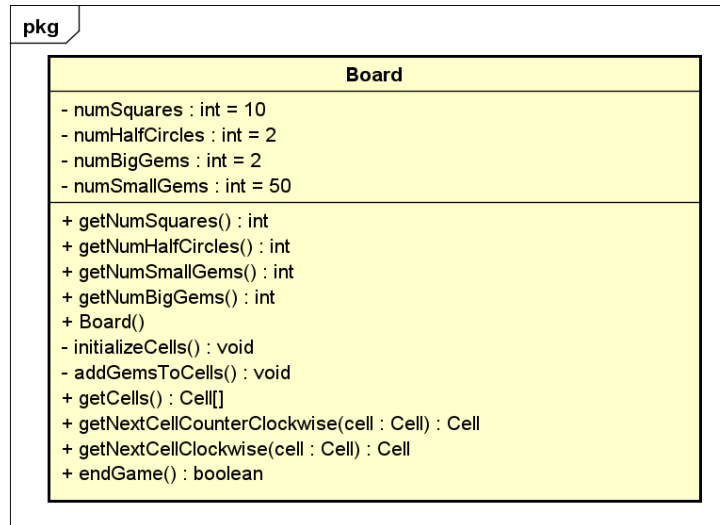 pkg
Board
- numSquares : int = 10
- numHalfCircles : int = 2
- numBigGems : int = 2
- numSmallGems : int = 50
+ getNumSquares() : int
+ getNumHalfCircles() : int
+ getNumSmallGems() : int
+ getNumBigGems() : int
+ Board()
- initializeCells() : void
- addGemsToCells() : void
+ getCells() : Cell[]
+ getNextCellCounterClockwise(cell : Cell) : Cell
+ getNextCellClockwise(cell : Cell) : Cell
+ endGame() : boolean